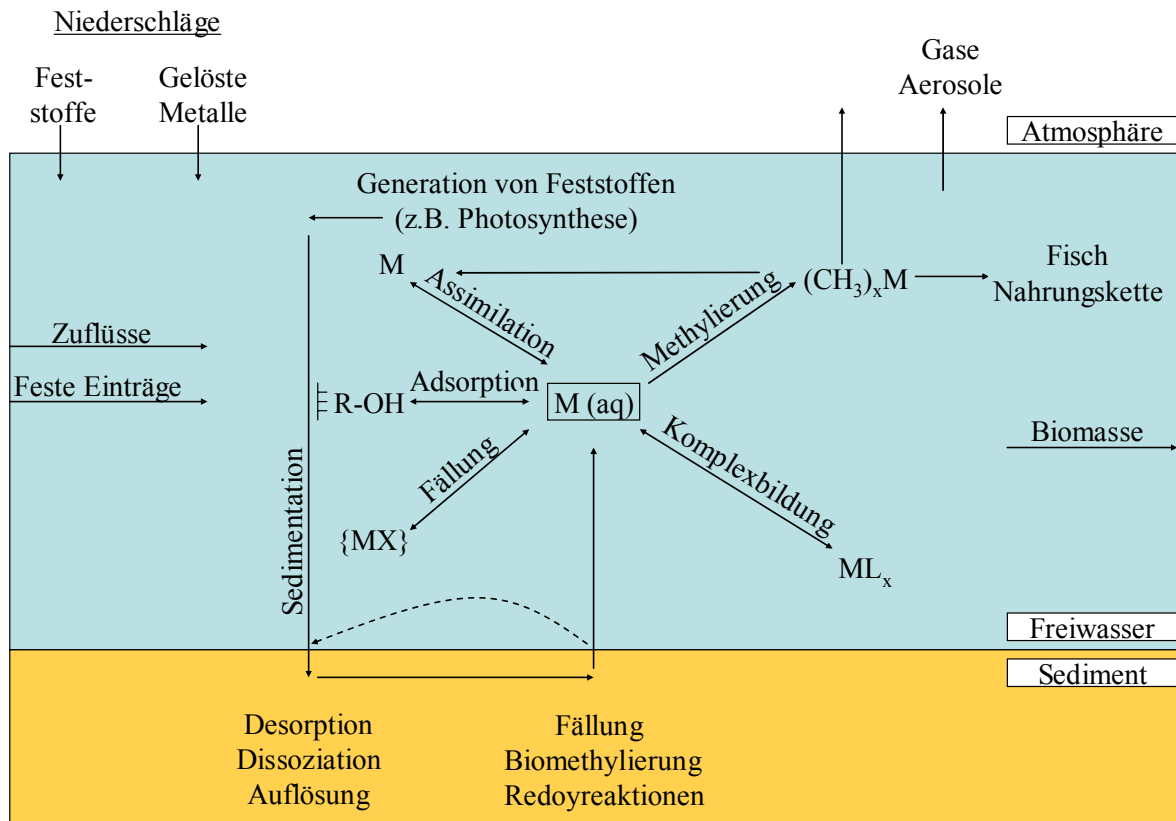 Niederschläge
Fest-
stoffe
Gelöste
Metalle
Gase
Aerosole
Atmosphäre
Generation von Feststoffen
(z.B. Photosynthese)
M
Assimilation
Methylierung
(CH₃)ₓM
Fisch
Nahrungskette
Zuflüsse
Feste Einträge
R-OH
Adsorption
M (aq)
Biomasse
Fällung
Komplexbildung
Sedimentation
{MX}
MLₓ
Freiwasser
Sediment
Desorption
Dissoziation
Auflösung
Fällung
Biomethylierung
Redoyreaktionen